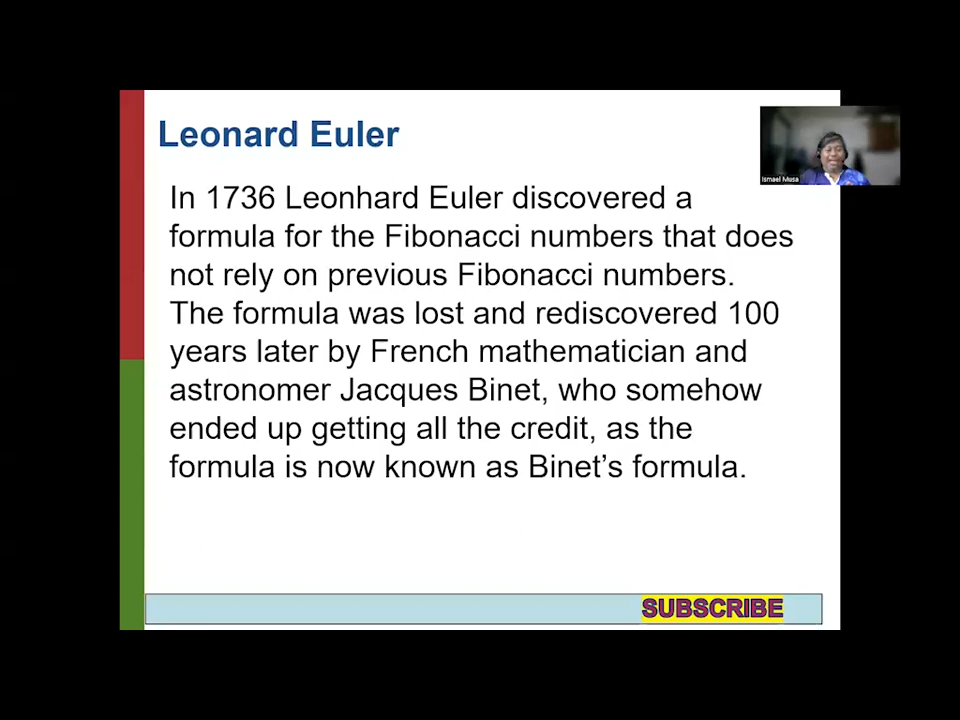 Leonard Euler
Ismael Musa
In 1736 Leonhard Euler discovered a
formula for the Fibonacci numbers that does
not rely on previous Fibonacci numbers.
The formula was lost and rediscovered 100
years later by French mathematician and
astronomer Jacques Binet, who somehow
ended up getting all the credit, as the
formula is now known as Binet’s formula.
SUBSCRIBE